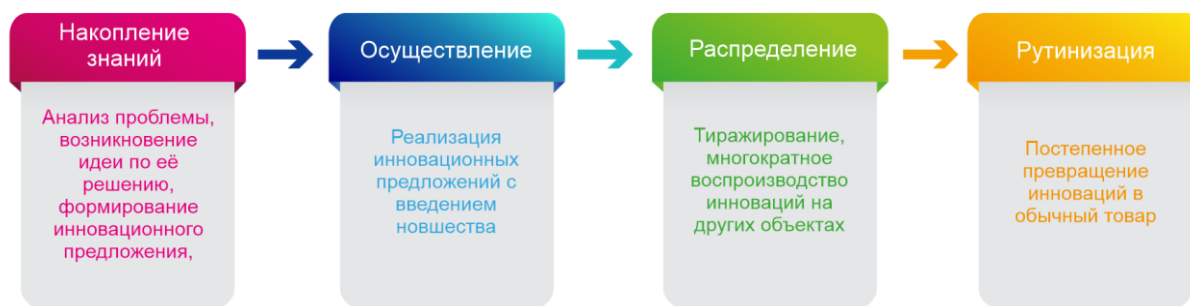 Накопление
знаний
Анализ проблемы,
возникновение
идеи по её
решению,
формирование
инновационного
предложения,
Осуществление
Реализация
инновационных
предложений с
введением
новшества
Распределение
Тиражирование,
многократное
воспроизводство
инноваций на
других объектах
Рутинизация
Постепенное
превращение
инноваций в
обычный товар